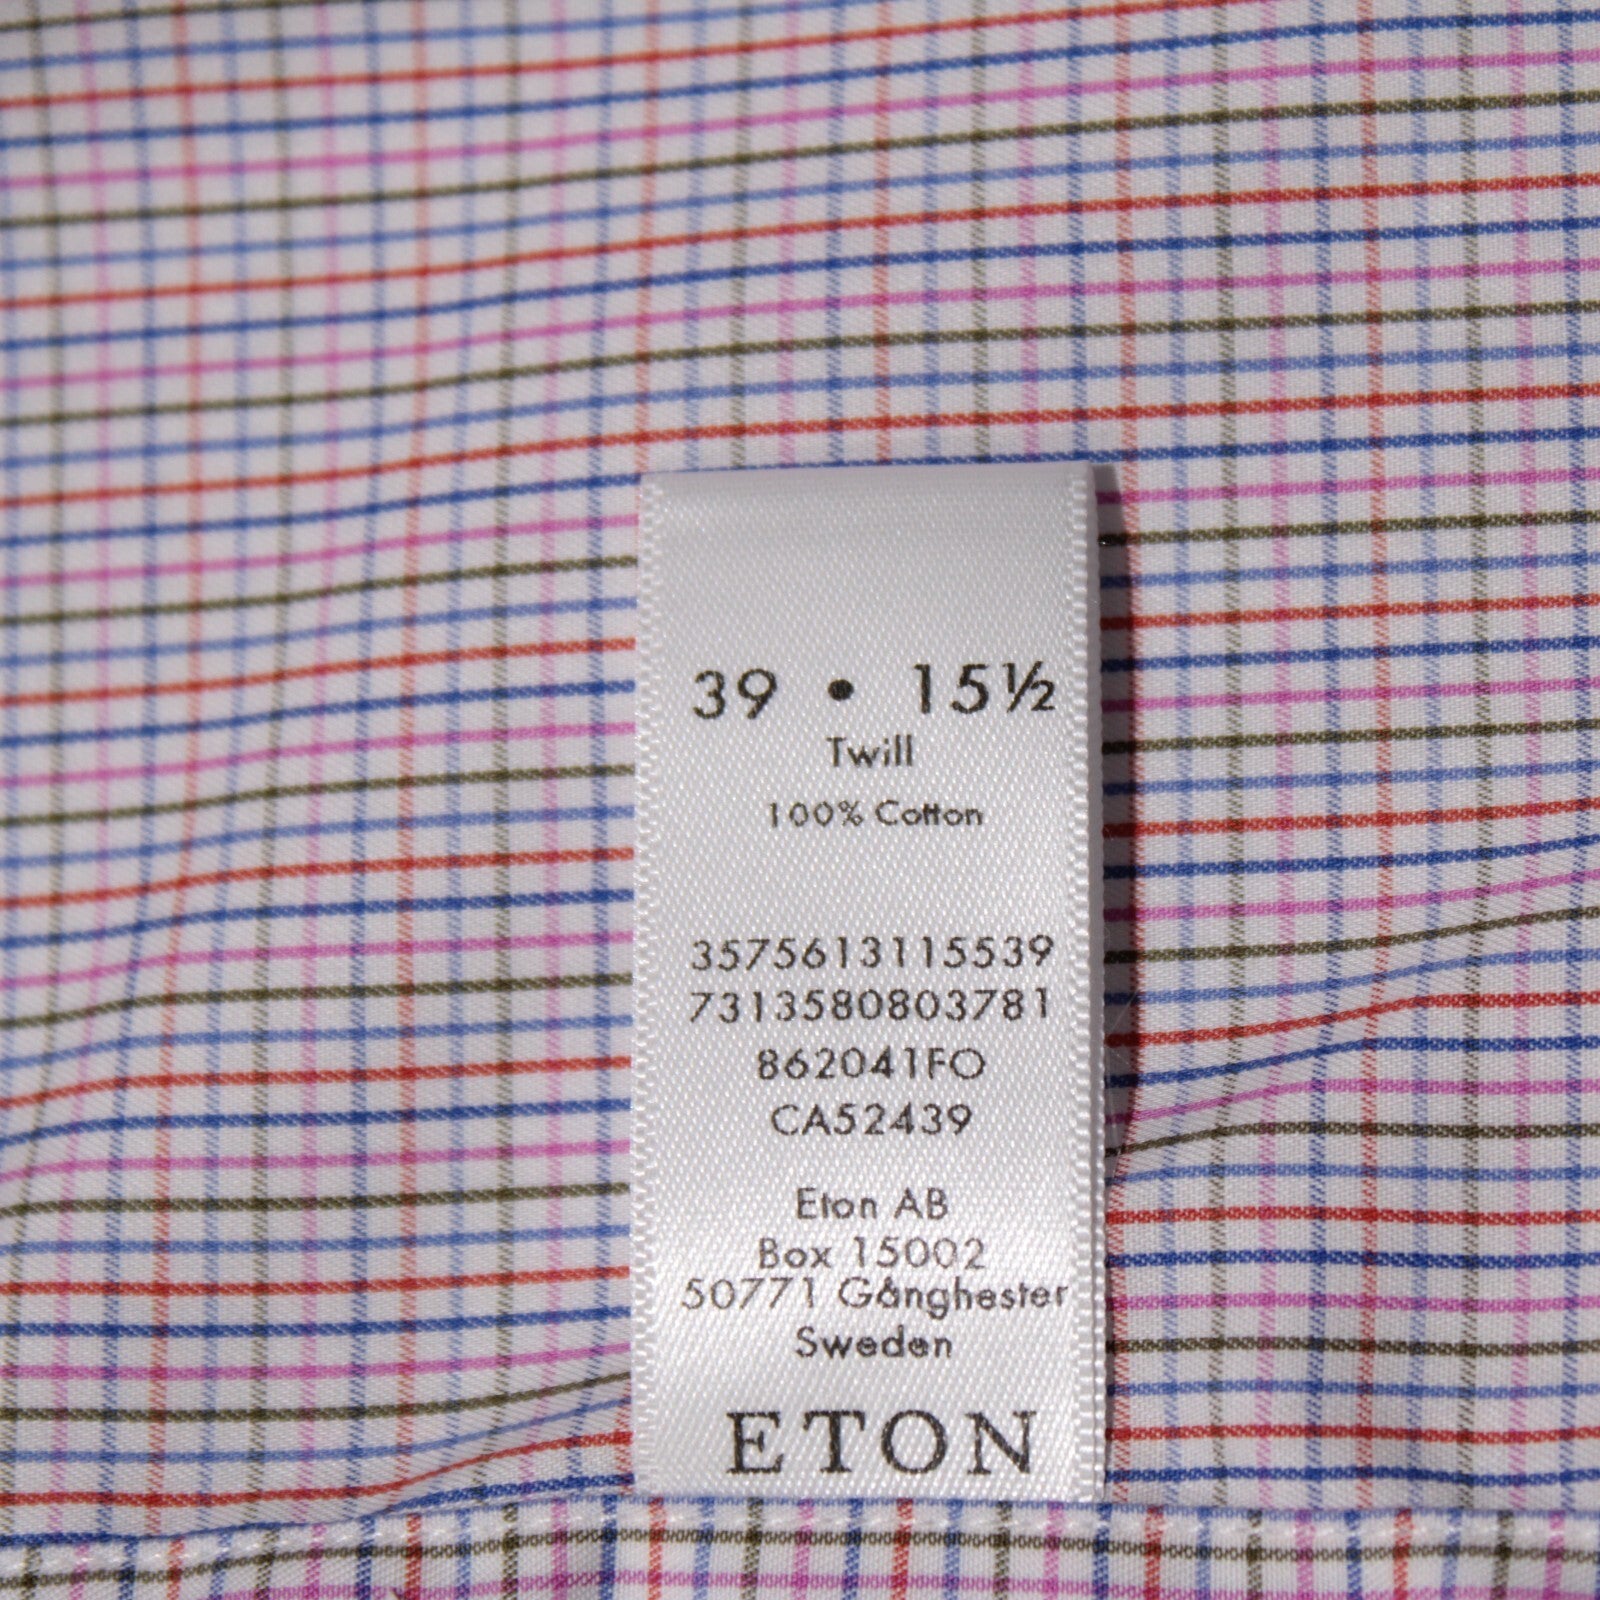 39 • 15½
Twill
100% Cotton
3575613115539
7313580803781
862041FO
CA52439
Eton AB
Box 15002
50771 Gånghester
Sweden
ETON